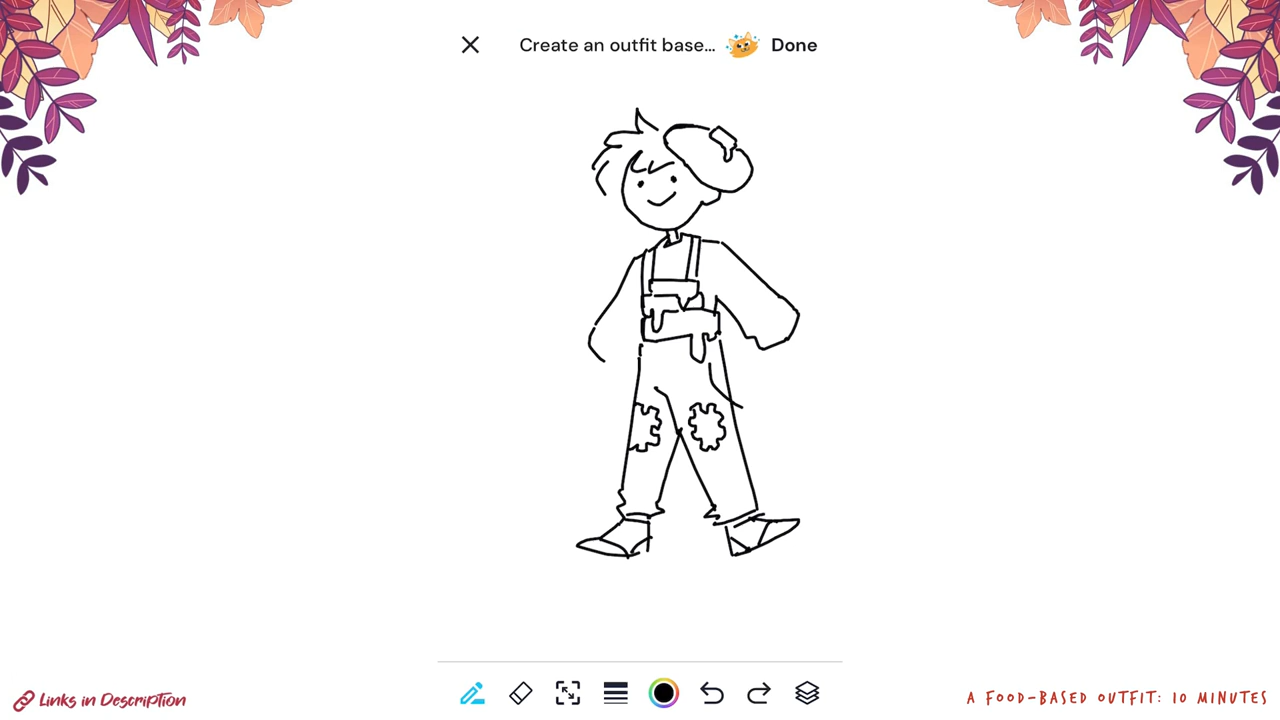 Create an outfit base...
Done
Links in Description
A FOOD-BASED OUTFIT: 10 MINUTES